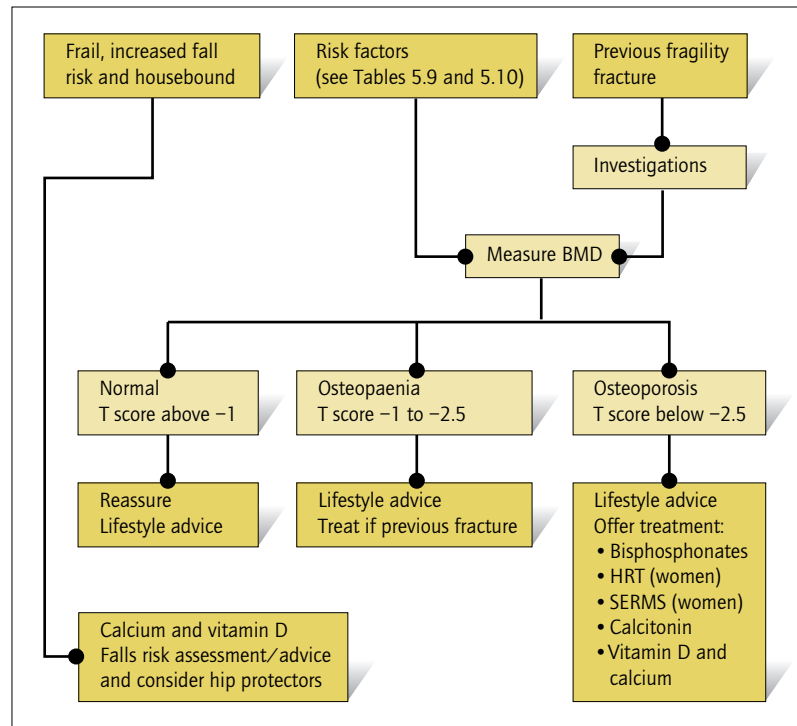 Frail, increased fall
risk and housebound
Risk factors
(see Tables 5.9 and 5.10)
Previous fragility
fracture
Investigations
Measure BMD
Normal
T score above −1
Osteopaenia
T score −1 to −2.5
Osteoporosis
T score below −2.5
Reassure
Lifestyle advice
Lifestyle advice
Treat if previous fracture
Lifestyle advice
Offer treatment:
• Bisphosphonates
• HRT (women)
• SERMS (women)
• Calcitonin
• Vitamin D and
calcium
Calcium and vitamin D
Falls risk assessment/advice
and consider hip protectors